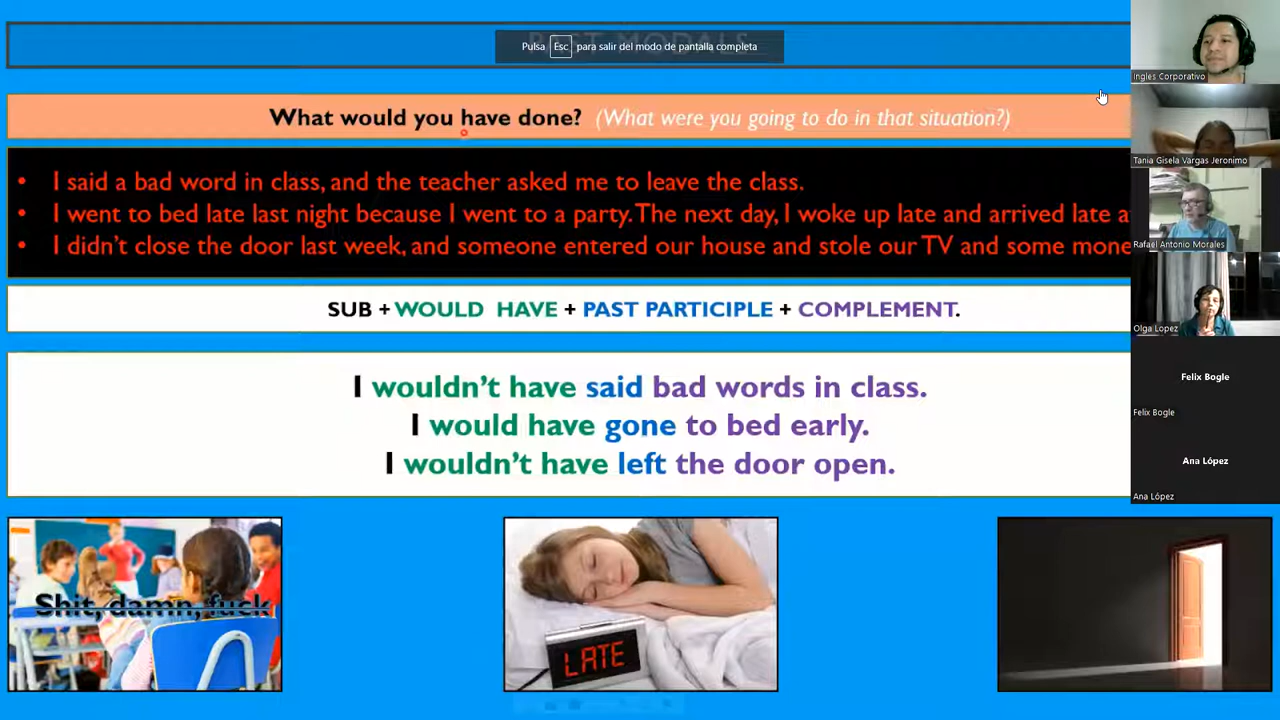 PAST MODALS
Pulsa Esc para salir del modo de pantalla completa
What would you have done? (What were you going to do in that situation?)
• I said a bad word in class, and the teacher asked me to leave the class.
• I went to bed late last night because I went to a party. The next day, I woke up late and arrived late
• I didn't close the door last week, and someone entered our house and stole our TV and some
SUB + WOULD HAVE + PAST PARTICIPLE + COMPLEMENT.
I wouldn't have said bad words in class.
I would have gone to bed early.
I wouldn't have left the door open.
Shit, damn, fuck
LATE
Ingles Corporativo
Tania Gisela Vargas Jeronimo
Rafael Antonio Morales
Olga Lopez
Felix Bogle
Felix Bogle
Ana López
Ana López